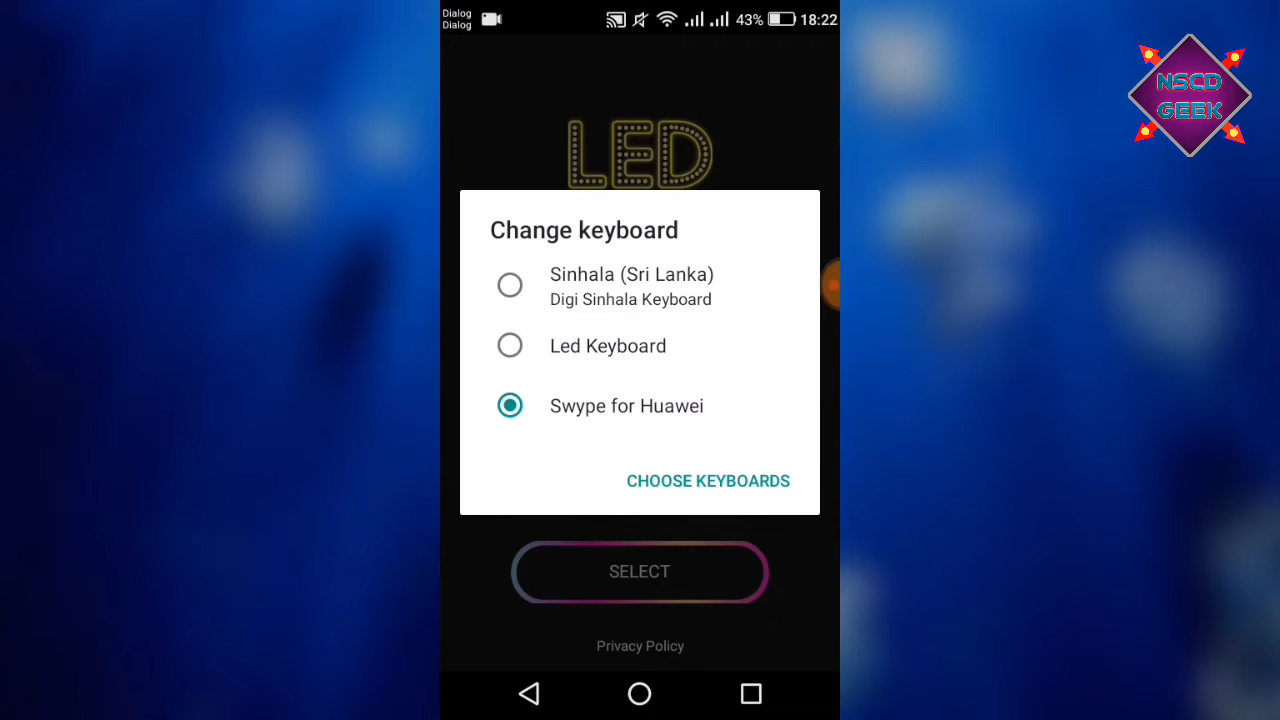 Dialog
Dialog
43%
18:22
NSCD
GEEK
LED
Change keyboard
Sinhala (Sri Lanka)
Digi Sinhala Keyboard
Led Keyboard
Swype for Huawei
CHOOSE KEYBOARDS
SELECT
Privacy Policy